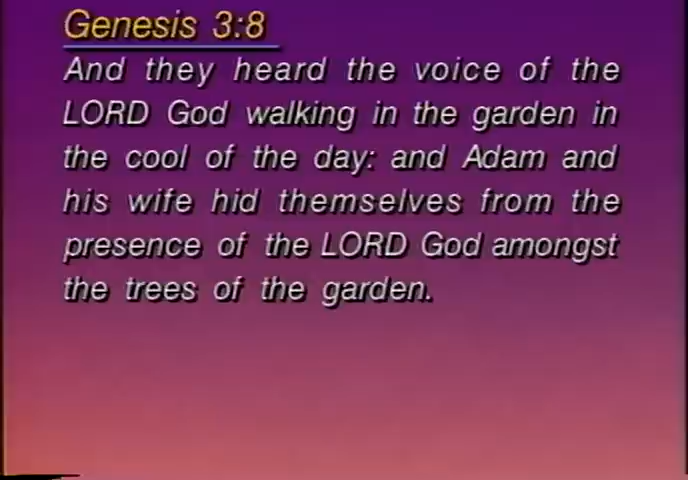 Genesis 3:8
And they heard the voice of the
LORD God walking in the garden in
the cool of the day: and Adam and
his wife hid themselves from the
presence of the LORD God amongst
the trees of the garden.